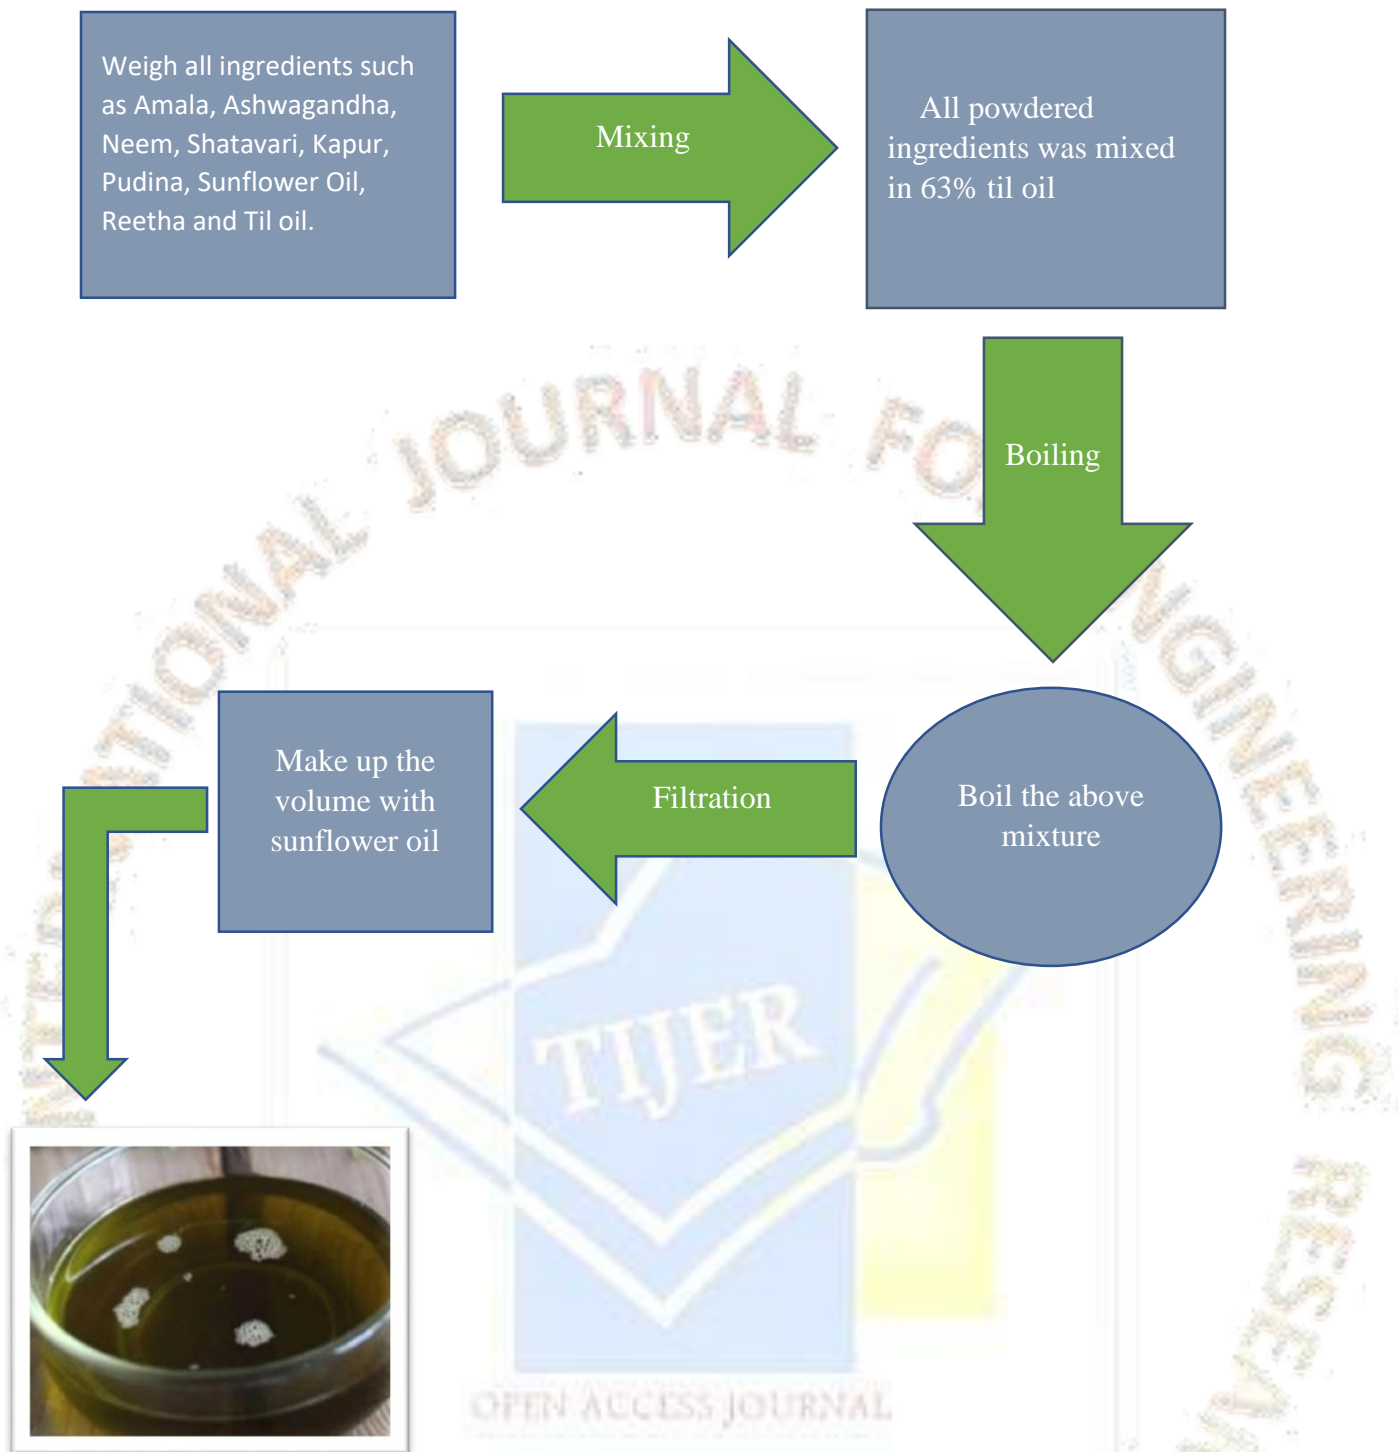 Weigh all ingredients such
as Amala, Ashwagandha,
Neem, Shatavari, Kapur,
Pudina, Sunflower Oil,
Reetha and Til oil.
Mixing
All powdered
ingredients was mixed
in 63% til oil
Boiling
Boil the above
mixture
Filtration
Make up the
volume with
sunflower oil
JOURNAL
TIJER
OPEN ACCESS JOURNAL